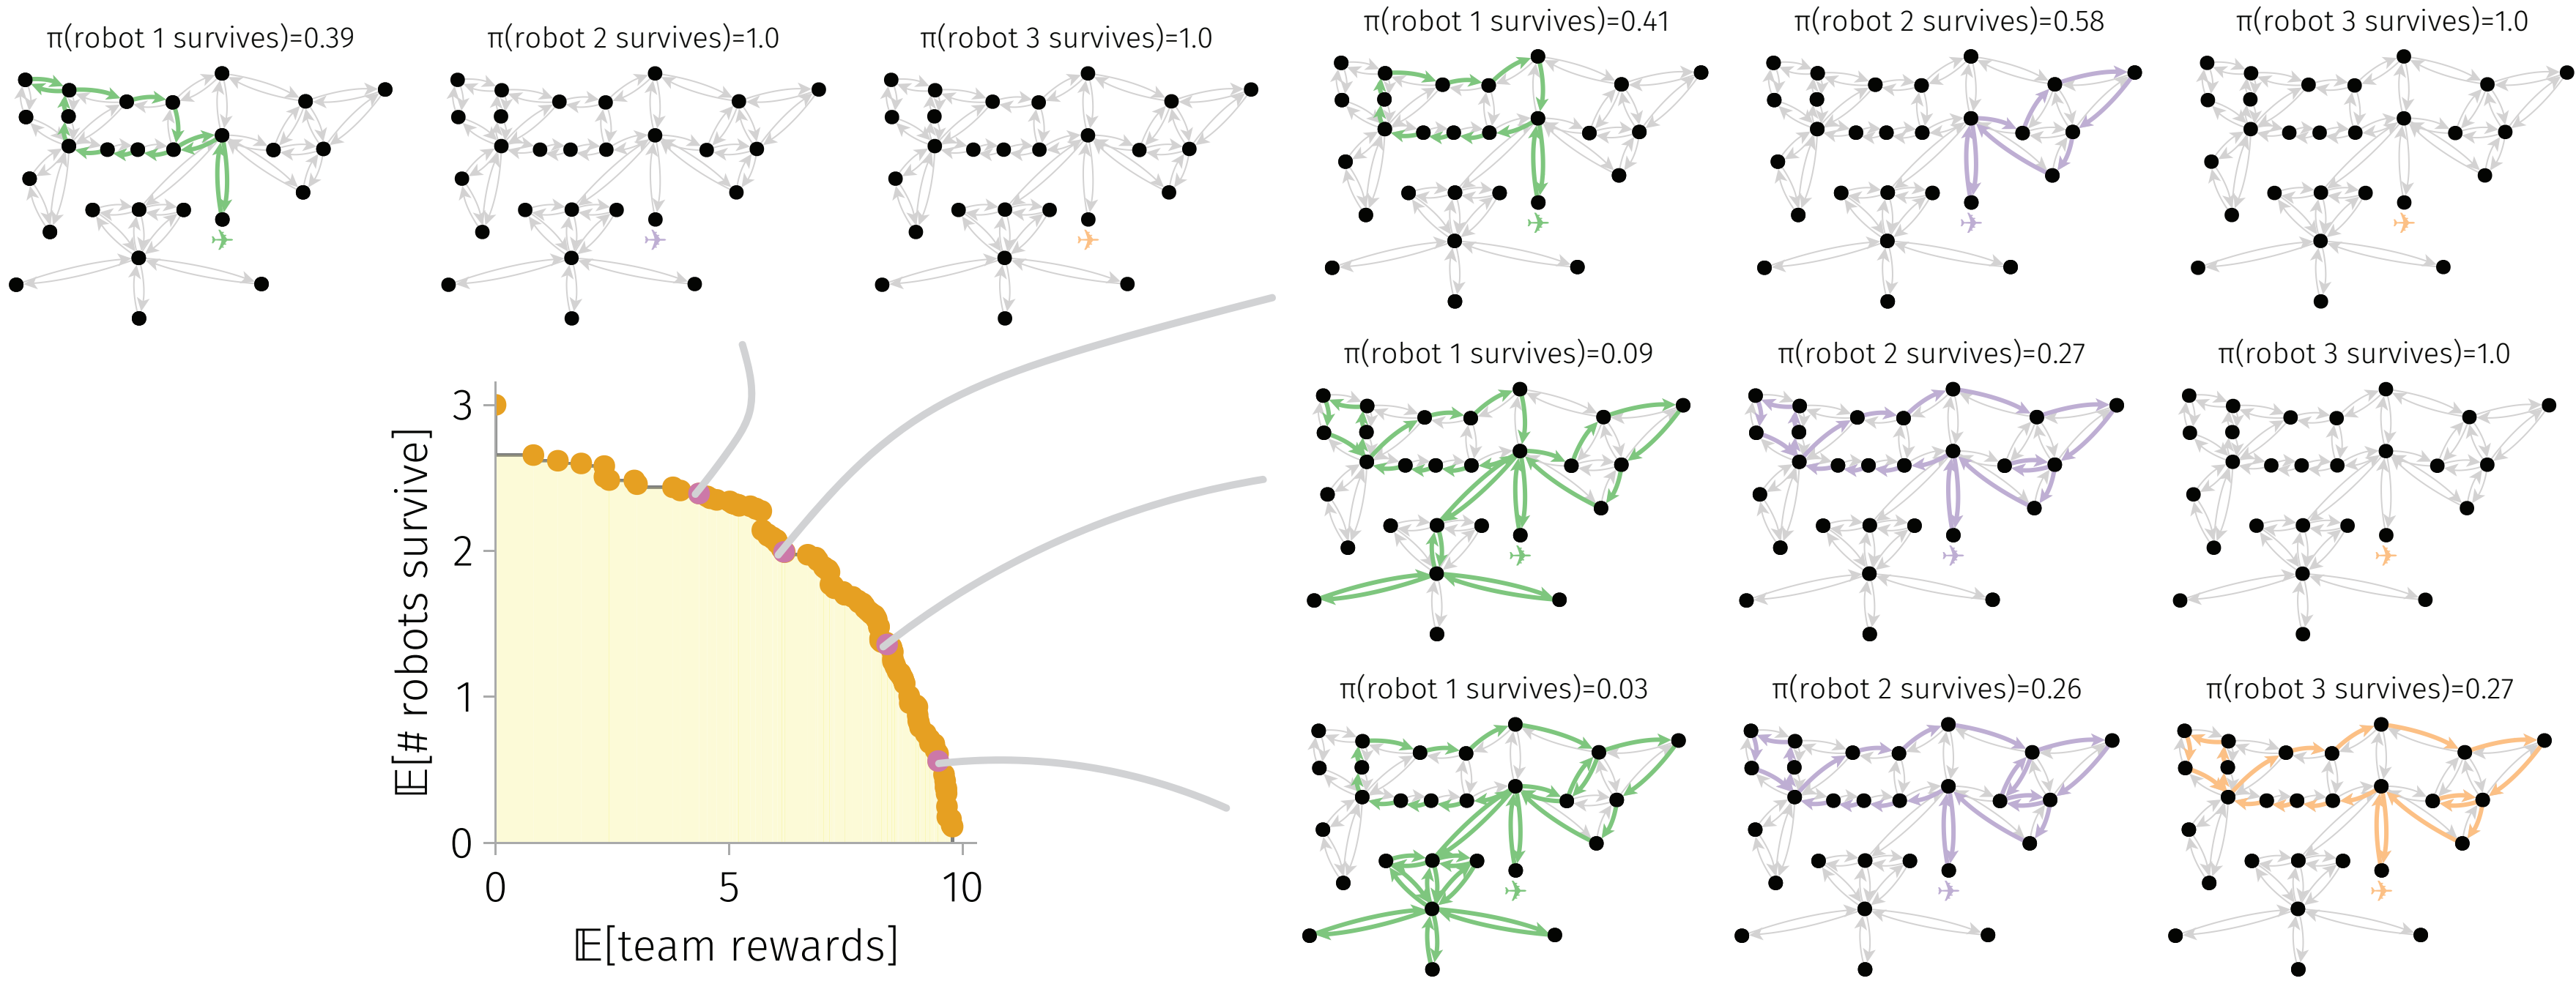 π(robot 1 survives)=0.39
π(robot 2 survives)=1.0
π(robot 3 survives)=1.0
π(robot 1 survives)=0.41
π(robot 2 survives)=0.58
π(robot 3 survives)=1.0
π(robot 1 survives)=0.09
π(robot 2 survives)=0.27
π(robot 3 survives)=1.0
π(robot 1 survives)=0.03
π(robot 2 survives)=0.26
π(robot 3 survives)=0.27
𝔼[# robots survive]
3
2
1
0
0
5
10
𝔼[team rewards]